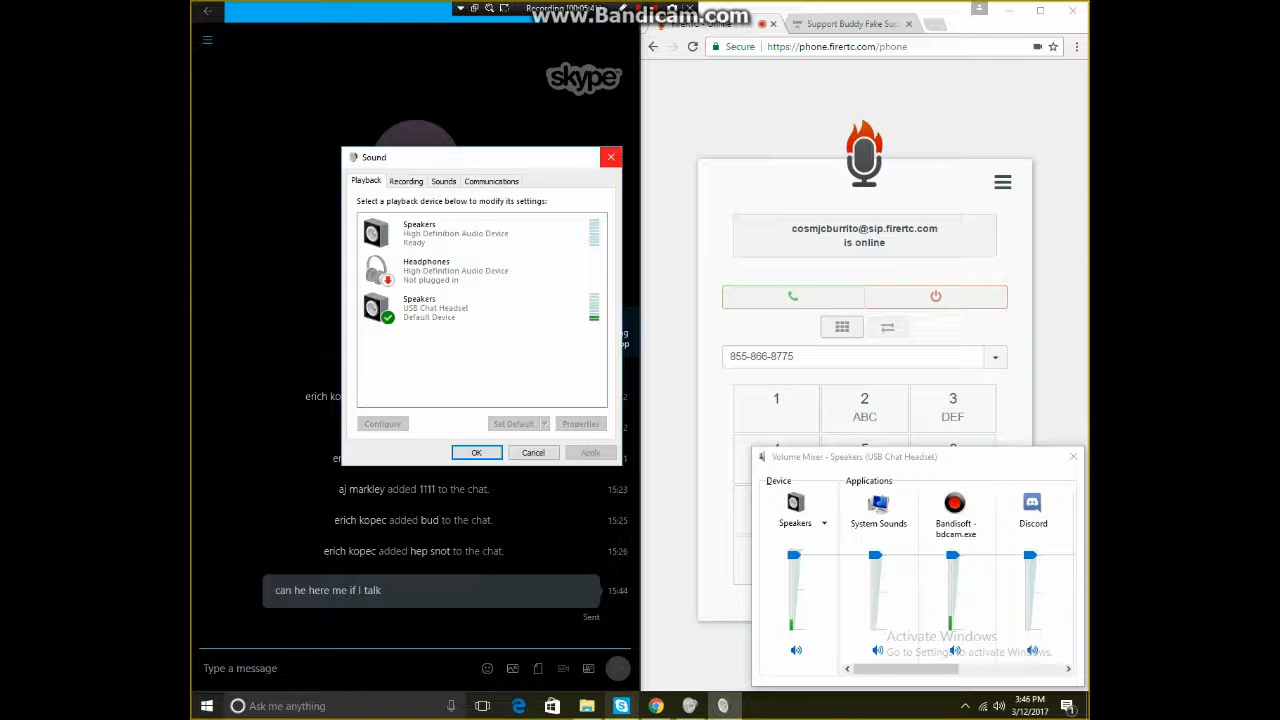 Recording [00:05:4
www.Bandicam.com
Support Buddy Fake Su
Secure https://phone.firertc.com/phone
skype
Sound
Playback Recording Sounds Communications
Select a playback device below to modify its settings:
Speakers
High Definition Audio Device
Ready
Headphones
High Definition Audio Device
Not plugged in
Speakers
USB Chat Headset
Default Device
Configure Set Default Properties
OK Cancel Apply
erich ko
aj markley added 1111 to the chat. 15:23
erich kopec added bud to the chat. 15:25
erich kopec added hep snot to the chat. 15:26
can he here me if I talk 15:44
Sent
Type a message
cosmjcburrito@sip.firertc.com
is online
855-866-8775
1 2 3
ABC DEF
Volume Mixer - Speakers (USB Chat Headset)
Device Applications
Speakers System Sounds Bandisoft - bdcam.exe Discord
Activate Windows
Go to Settings to activate Windows.
Ask me anything
3:46 PM
3/12/2017